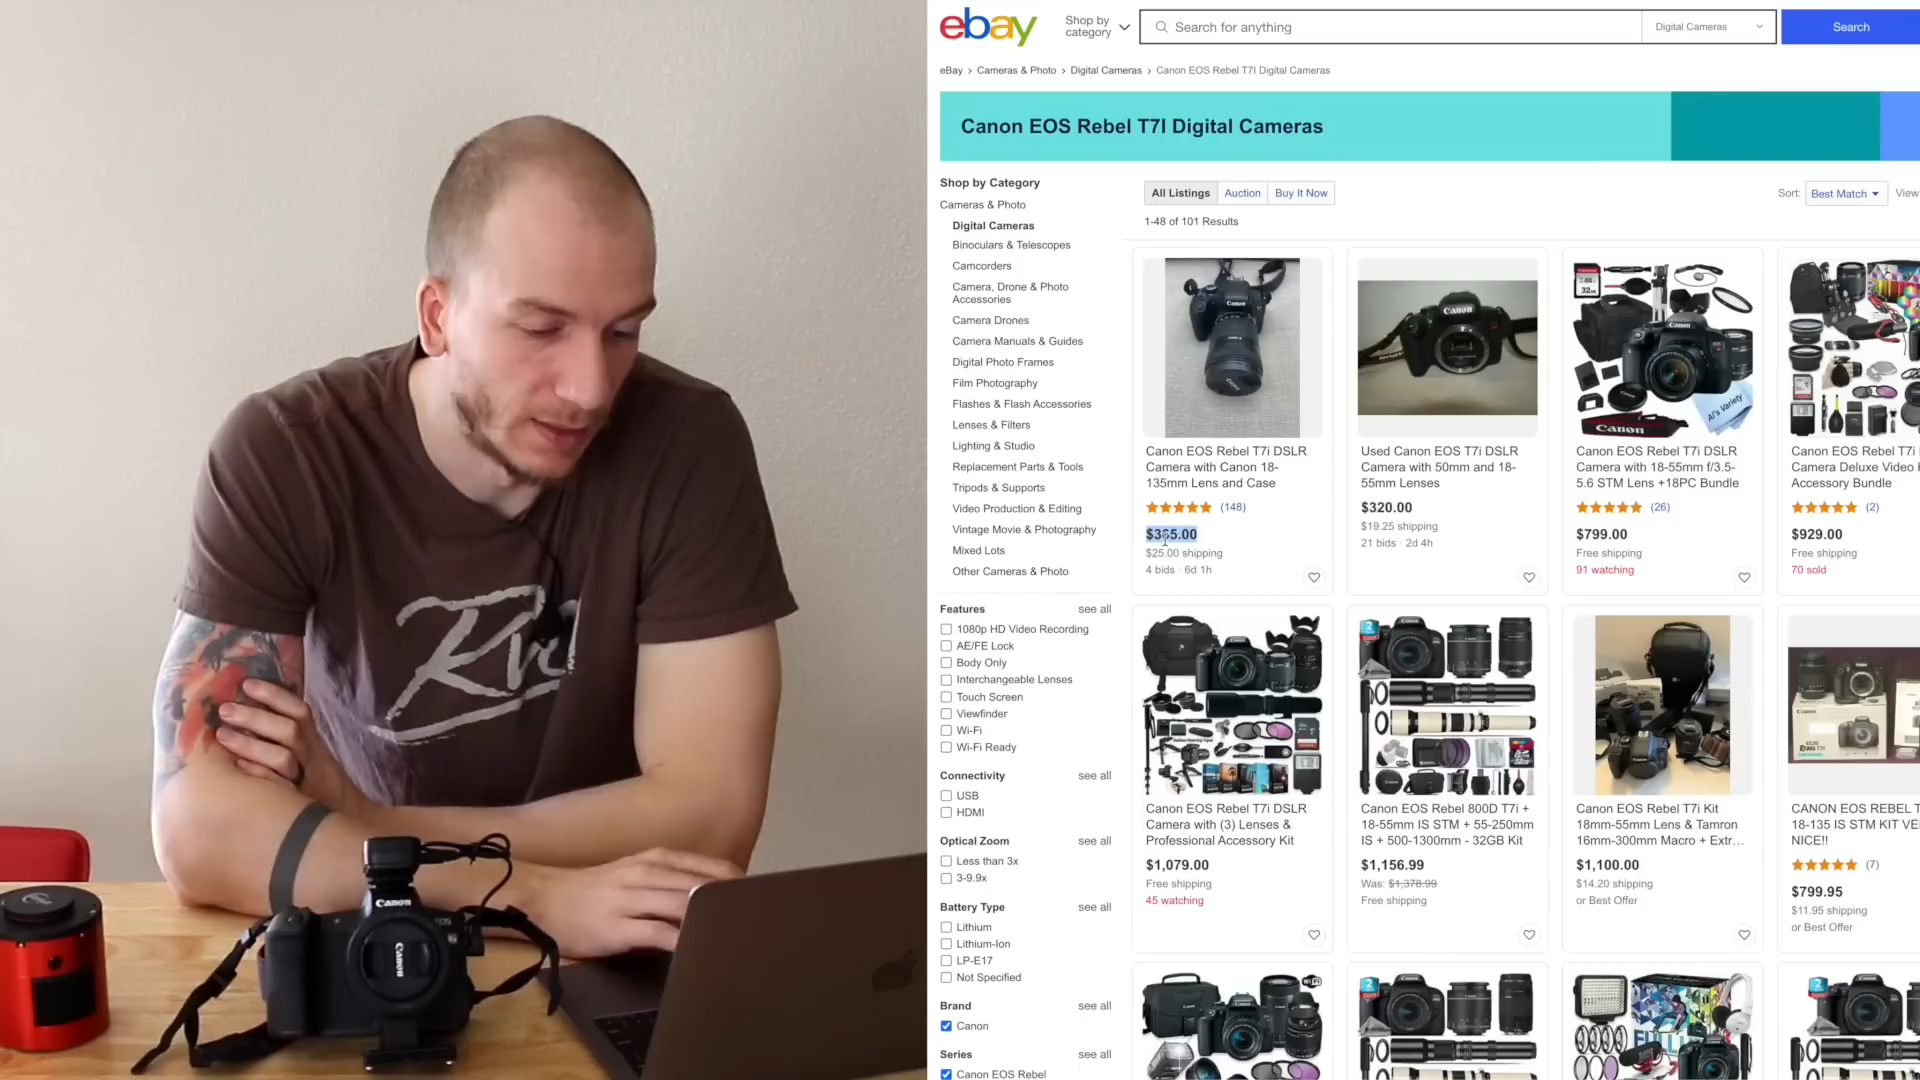 ebay
Shop by
category
Search for anything
Digital Cameras
Search
eBay > Cameras & Photo > Digital Cameras > Canon EOS Rebel T7I Digital Cameras
Canon EOS Rebel T7I Digital Cameras
Shop by Category
Cameras & Photo
Digital Cameras
Binoculars & Telescopes
Camcorders
Camera, Drone & Photo
Accessories
Camera Drones
Camera Manuals & Guides
Digital Photo Frames
Film Photography
Flashes & Flash Accessories
Lenses & Filters
Lighting & Studio
Replacement Parts & Tools
Tripods & Supports
Video Production & Editing
Vintage Movie & Photography
Mixed Lots
Other Cameras & Photo
Features
see all
1080p HD Video Recording
AE/FE Lock
Body Only
Interchangeable Lenses
Touch Screen
Viewfinder
Wi-Fi
Wi-Fi Ready
Connectivity
see all
USB
HDMI
Optical Zoom
see all
Less than 3x
3-9.9x
Battery Type
see all
Lithium
Lithium-Ion
LP-E17
Not Specified
Brand
see all
Canon
Series
see all
Canon EOS Rebel
All Listings
Auction
Buy It Now
Sort:
Best Match
View
1-48 of 101 Results
Canon EOS Rebel T7i DSLR
Camera with Canon 18-
135mm Lens and Case
(148)
$25.00 shipping
4 bids · 6d 1h
Used Canon EOS T7i DSLR
Camera with 50mm and 18-
55mm Lenses
$320.00
$19.25 shipping
21 bids · 2d 4h
Canon EOS Rebel T7i DSLR
Camera with 18-55mm f/3.5-
5.6 STM Lens +18PC Bundle
(26)
$799.00
Free shipping
91 watching
Canon EOS Rebel T7i
Camera Deluxe Video
Accessory Bundle
(2)
$929.00
Free shipping
70 sold
Canon EOS Rebel T7i DSLR
Camera with (3) Lenses &
Professional Accessory Kit
$1,079.00
Free shipping
45 watching
Canon EOS Rebel 800D T7i +
18-55mm IS STM + 55-250mm
IS + 500-1300mm - 32GB Kit
$1,156.99
Was: $1,378.99
Free shipping
Canon EOS Rebel T7i Kit
18mm-55mm Lens & Tamron
16mm-300mm Macro + Extr...
$1,100.00
$14.20 shipping
or Best Offer
CANON EOS REBEL
18-135 IS STM KIT
NICE!!
(7)
$799.95
$11.95 shipping
or Best Offer
Canon
Canon
Canon
Canon
Al's Variety
Canon
EOS
Canon